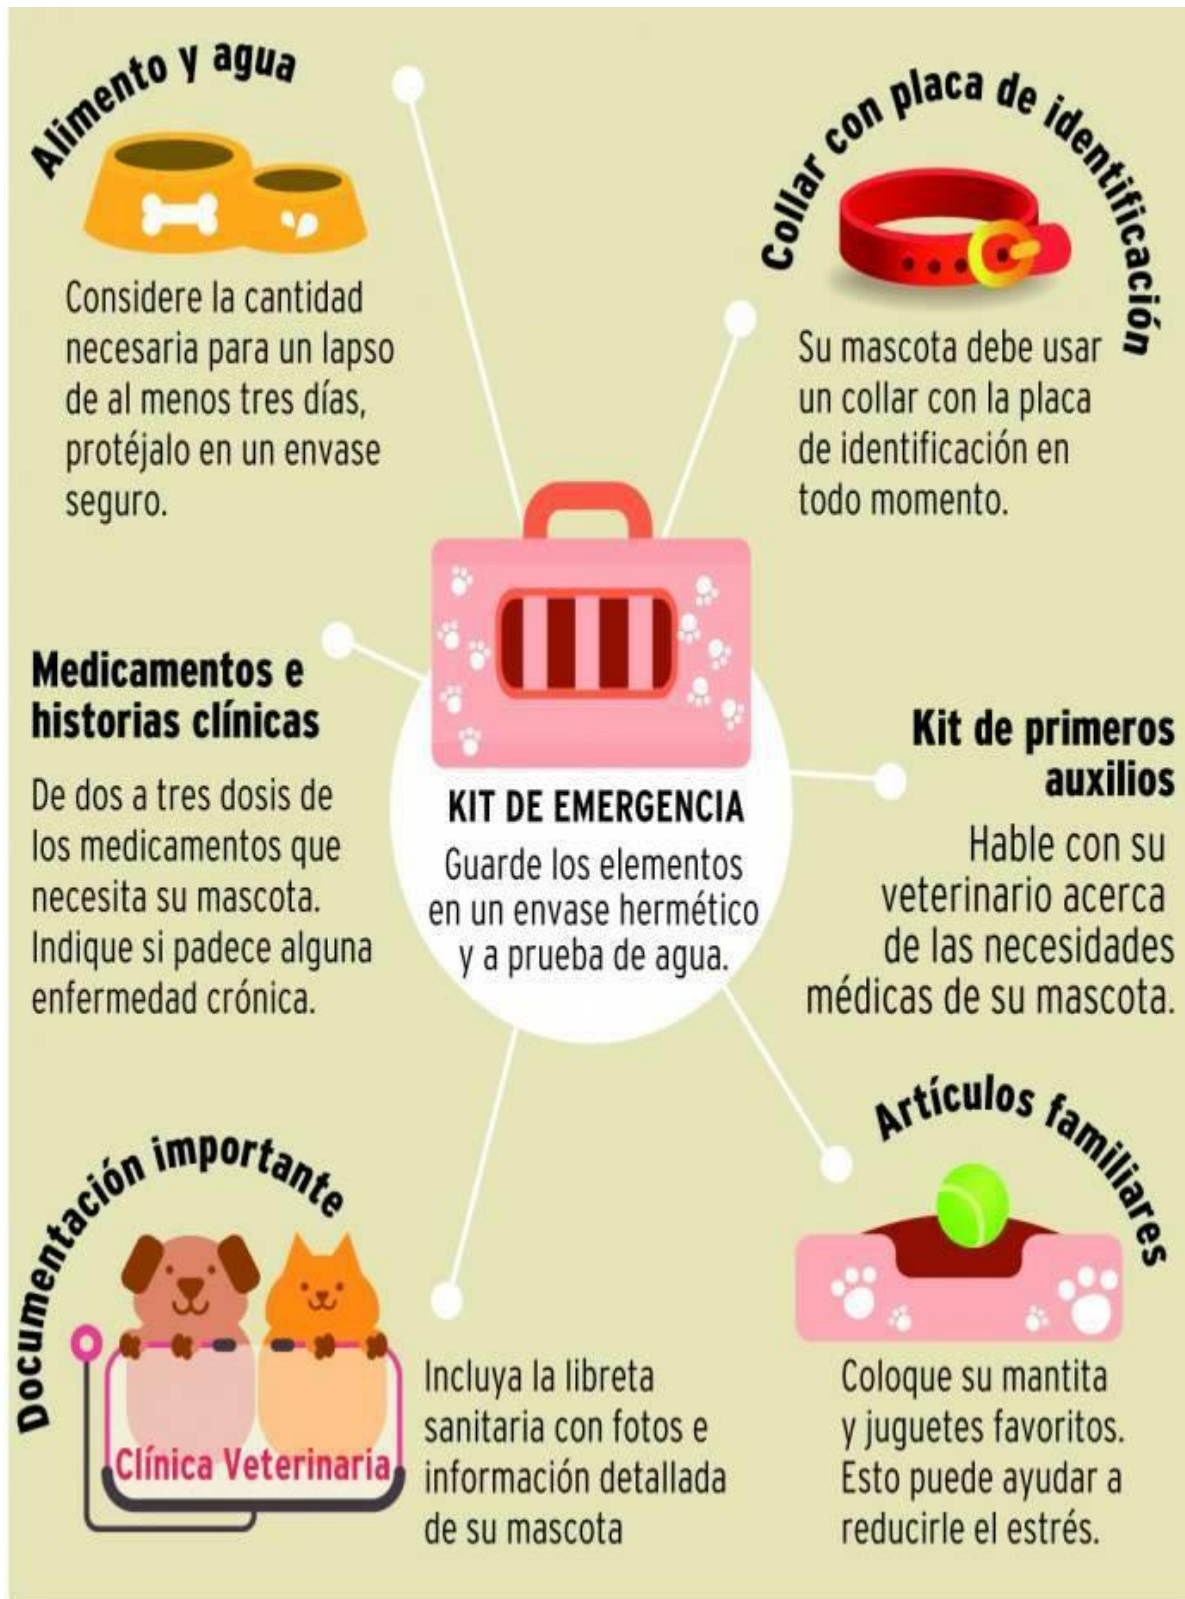 Alimento y agua
Considere la cantidad
necesaria para un lapso
de al menos tres días,
protéjalo en un envase
seguro.
Collar con placa de identificación
Su mascota debe usar
un collar con la placa
de identificación en
todo momento.
Medicamentos e
historias clínicas
De dos a tres dosis de
los medicamentos que
necesita su mascota.
Indique si padece alguna
enfermedad crónica.
KIT DE EMERGENCIA
Guarde los elementos
en un envase hermético
y a prueba de agua.
Kit de primeros
auxilios
Hable con su
veterinario acerca
de las necesidades
médicas de su mascota.
Documentación importante
Clínica Veterinaria
Incluya la libreta
sanitaria con fotos e
información detallada
de su mascota
Artículos familiares
Coloque su mantita
y juguetes favoritos.
Esto puede ayudar a
reducirle el estrés.